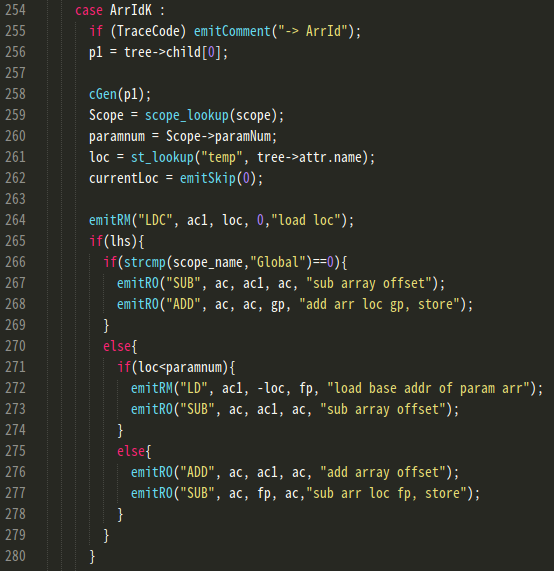 254 case ArrIdK :
255 if (TraceCode) emitComment("-> ArrId");
256 p1 = tree->child[0];
257
258 cGen(p1);
259 Scope = scope_lookup(scope);
260 paramnum = Scope->paramNum;
261 loc = st_lookup("temp", tree->attr.name);
262 currentLoc = emitSkip(0);
263
264 emitRM("LDC", ac1, loc, 0,"load loc");
265 if(lhs){
266 if(strcmp(scope_name,"Global")==0){
267 emitRO("SUB", ac, ac1, ac, "sub array offset");
268 emitRO("ADD", ac, ac, gp, "add arr loc gp, store");
269 }
270 else{
271 if(loc<paramnum){
272 emitRM("LD", ac1, -loc, fp, "load base addr of param arr");
273 emitRO("SUB", ac, ac1, ac, "sub array offset");
274 }
275 else{
276 emitRO("ADD", ac, ac1, ac, "add array offset");
277 emitRO("SUB", ac, fp, ac,"sub arr loc fp, store");
278 }
279 }
280 }